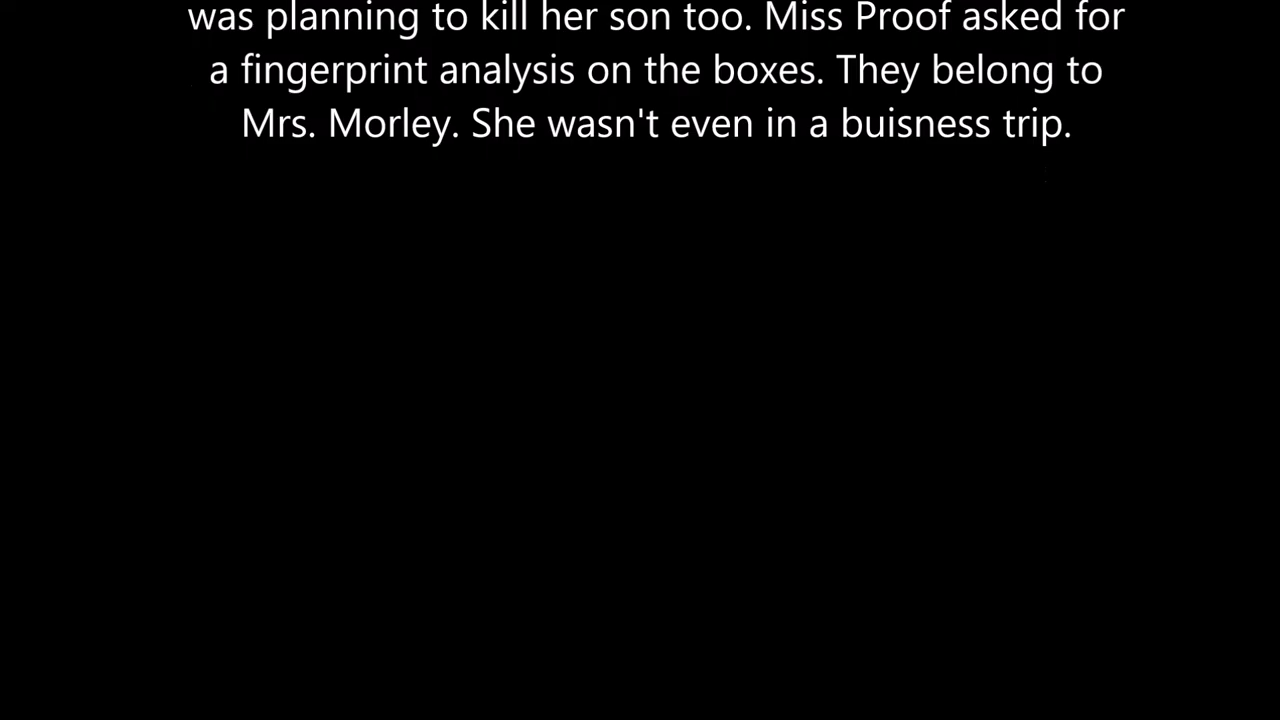 was planning to kill her son too. Miss Proof asked for
a fingerprint analysis on the boxes. They belong to
Mrs. Morley. She wasn't even in a buisness trip.